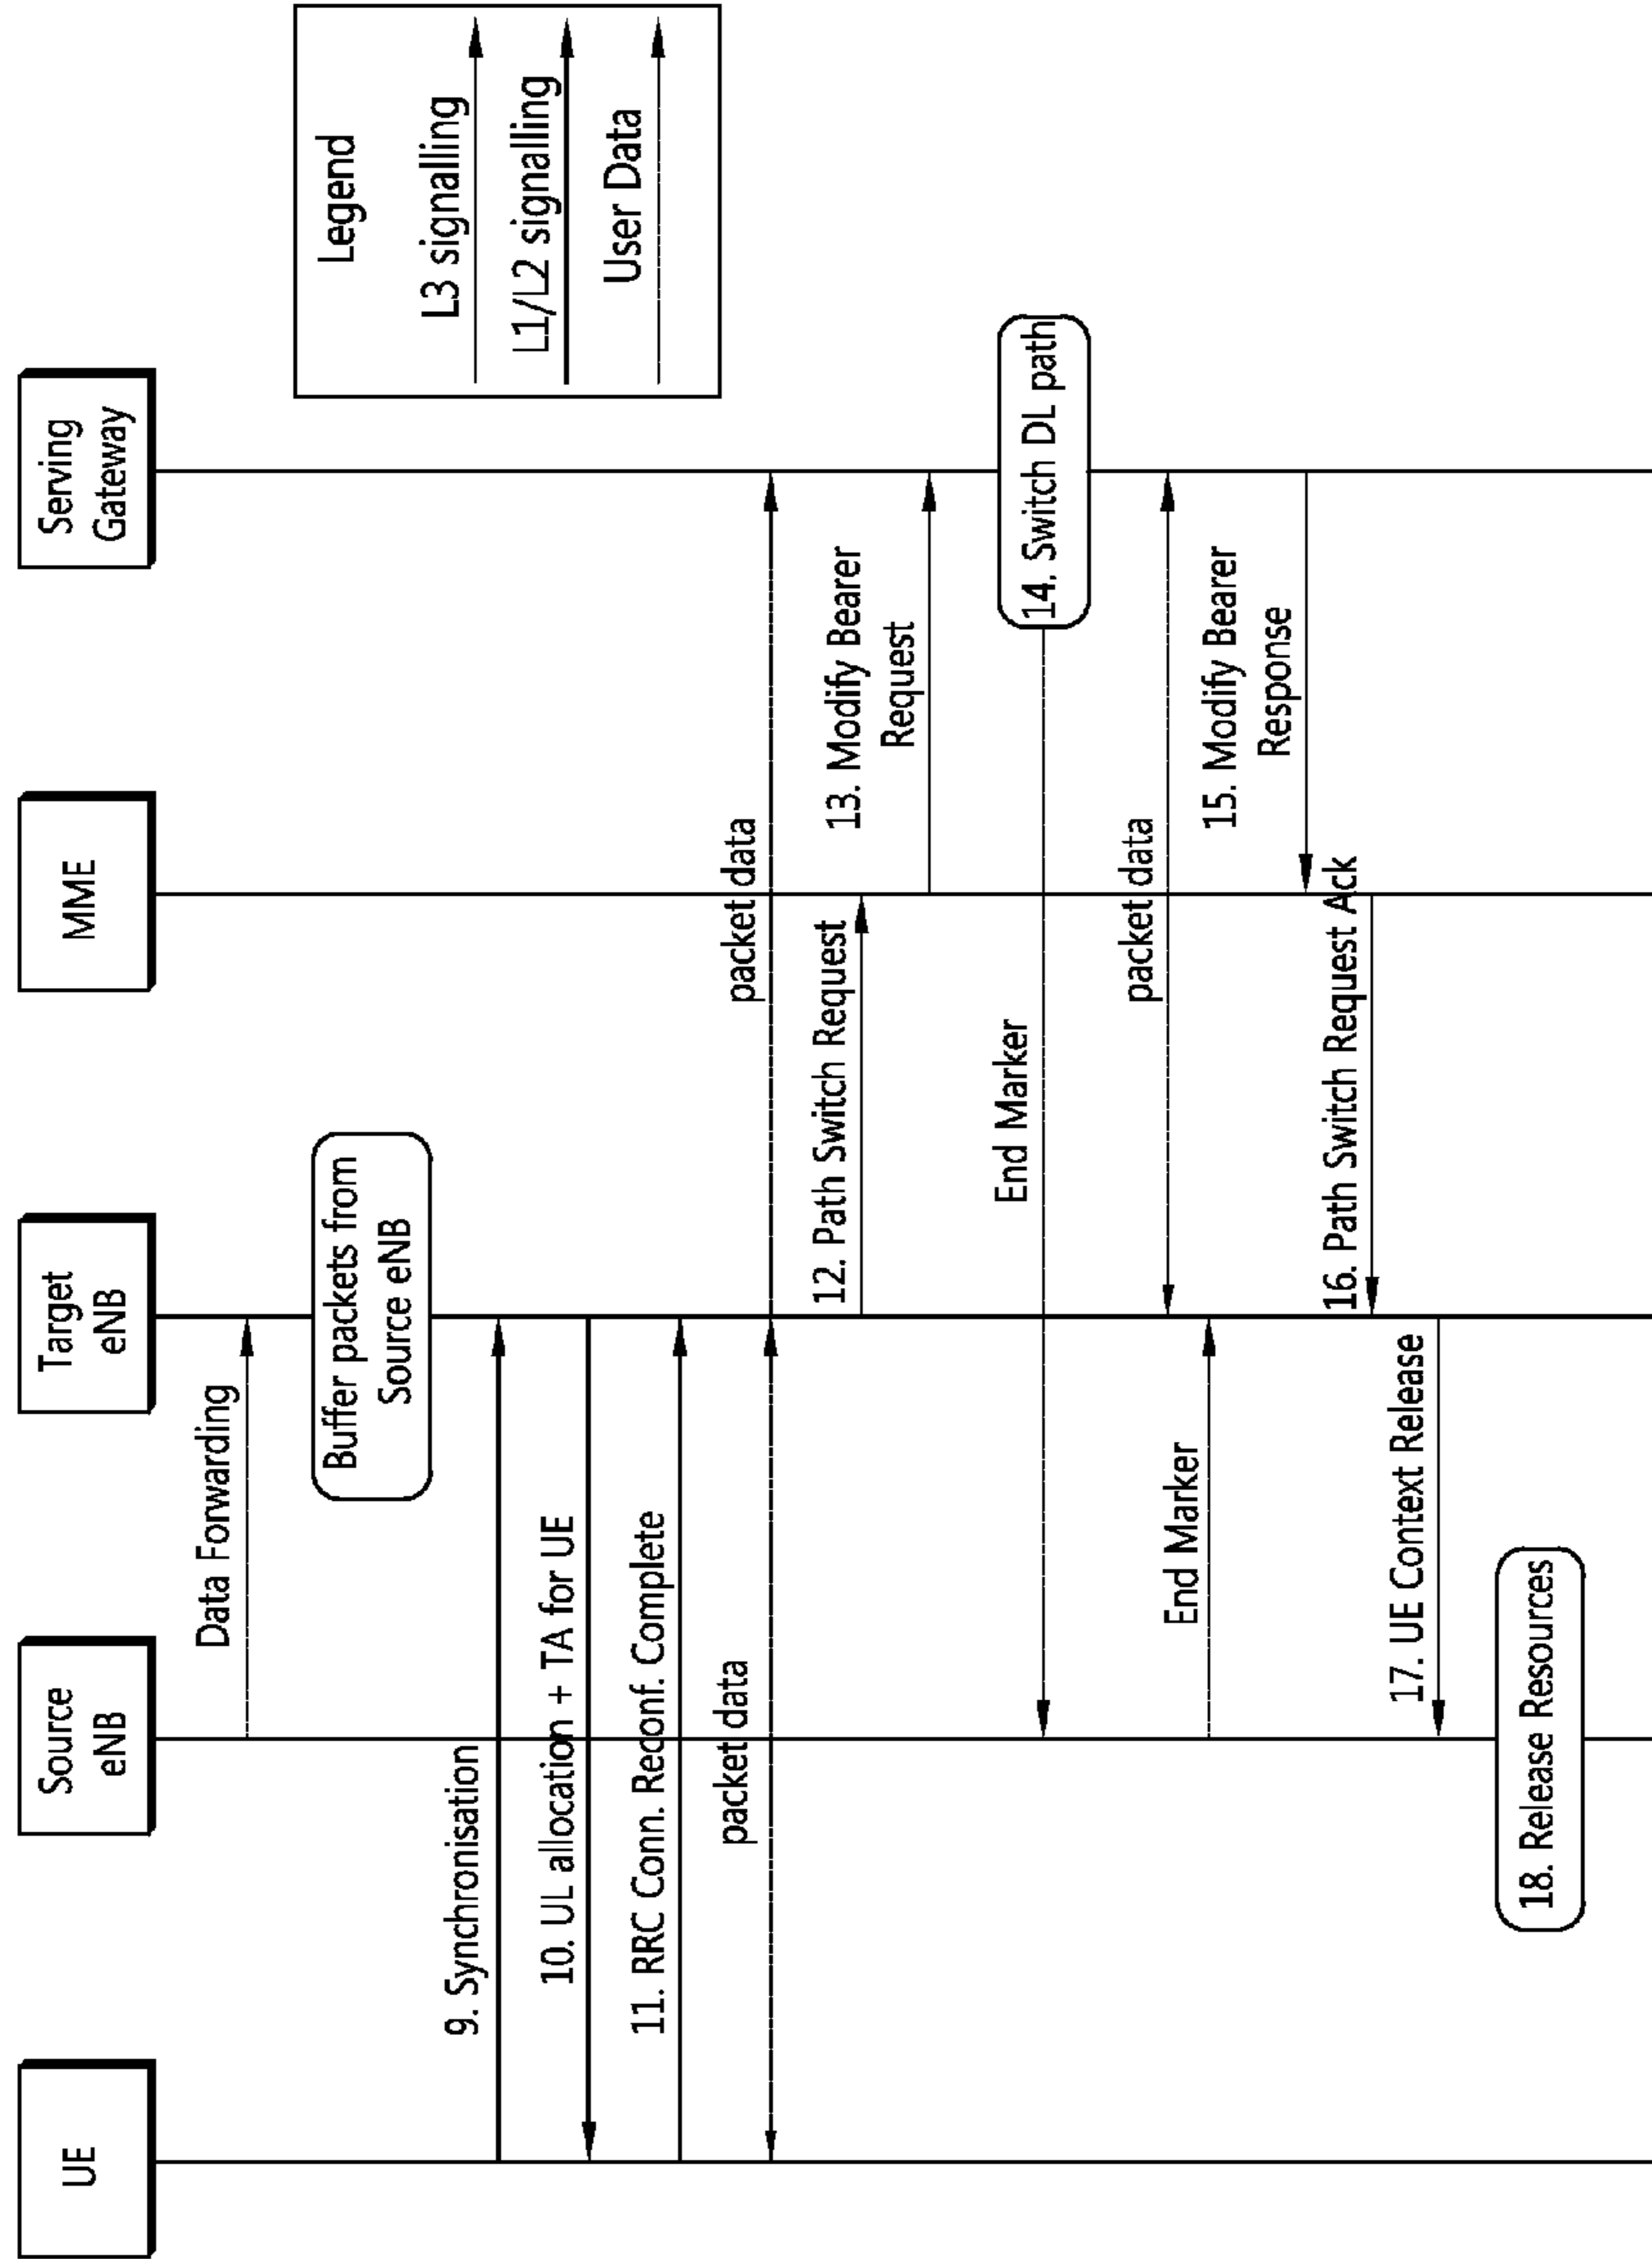 UE
Source
eNB
Target
eNB
MME
Serving
Gateway
Legend
L3 signalling
L1/L2 signalling
User Data
Data Forwarding
Buffer packets from
Source eNB
9. Synchronisation
10. UL allocation + TA for UE
11. RRC Conn. Reconf. Complete
packet data
packet data
12. Path Switch Request
13. Modify Bearer
Request
End Marker
14. Switch DL path
packet data
End Marker
15. Modify Bearer
Response
16. Path Switch Request Ack
17. UE Context Release
18. Release Resources